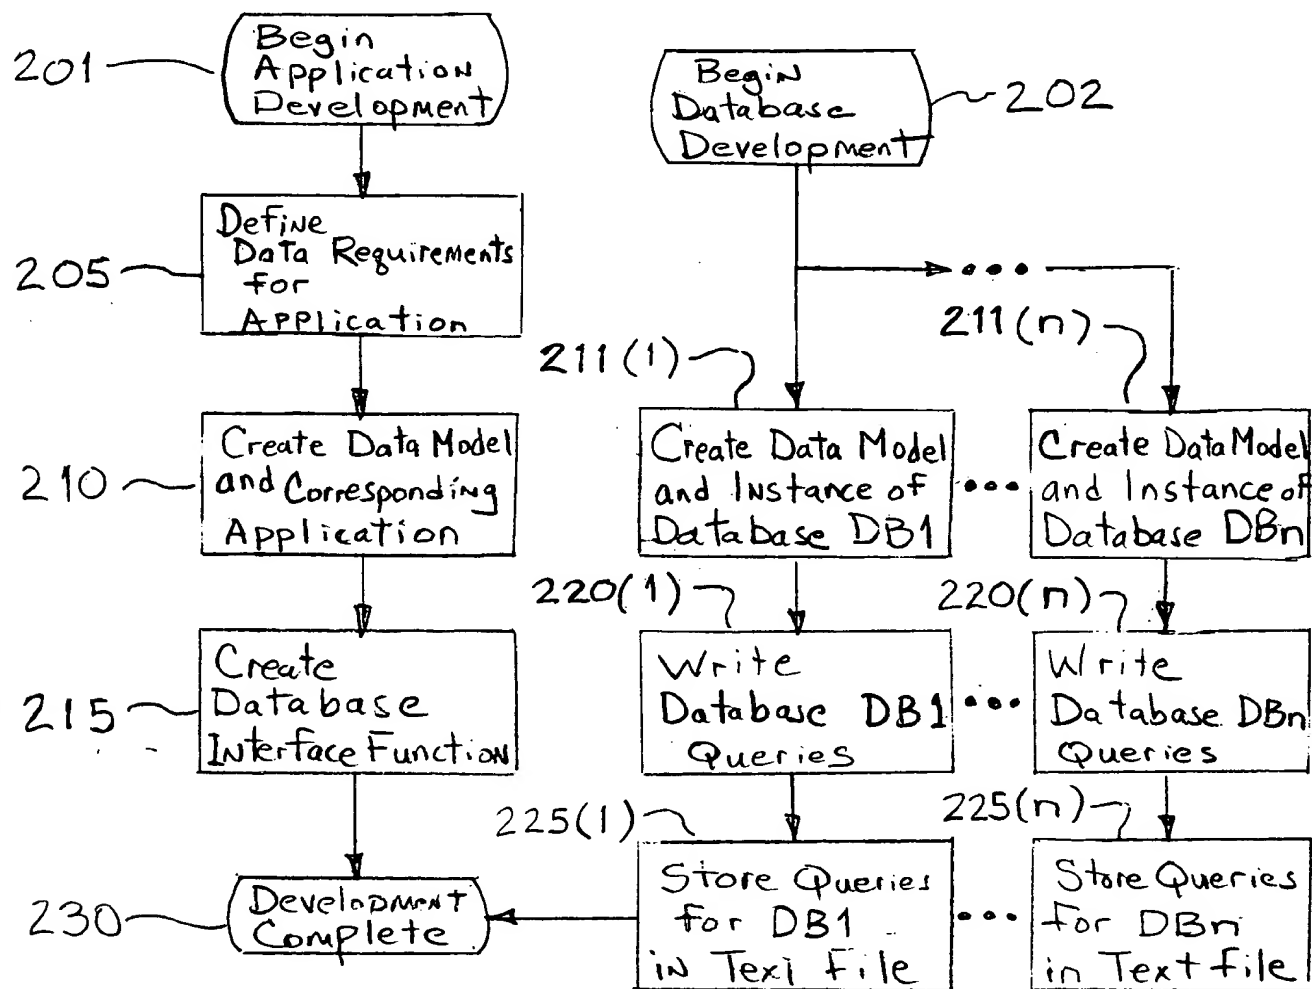 201
Begin
Application
Development
Begin
Database
Development
202
205
Define
Data Requirements
for
Application
211(1)
211(n)
210
Create Data Model
and Corresponding
Application
Create Data Model
and Instance of
Database DB1
Create Data Model
and Instance of
Database DBn
220(1)
220(n)
215
Create
Database
Interface Function
Write
Database DB1
Queries
Write
Database DBn
Queries
225(1)
225(n)
230
Development
Complete
Store Queries
for DB1
in Text File
Store Queries
for DBn
in Text file